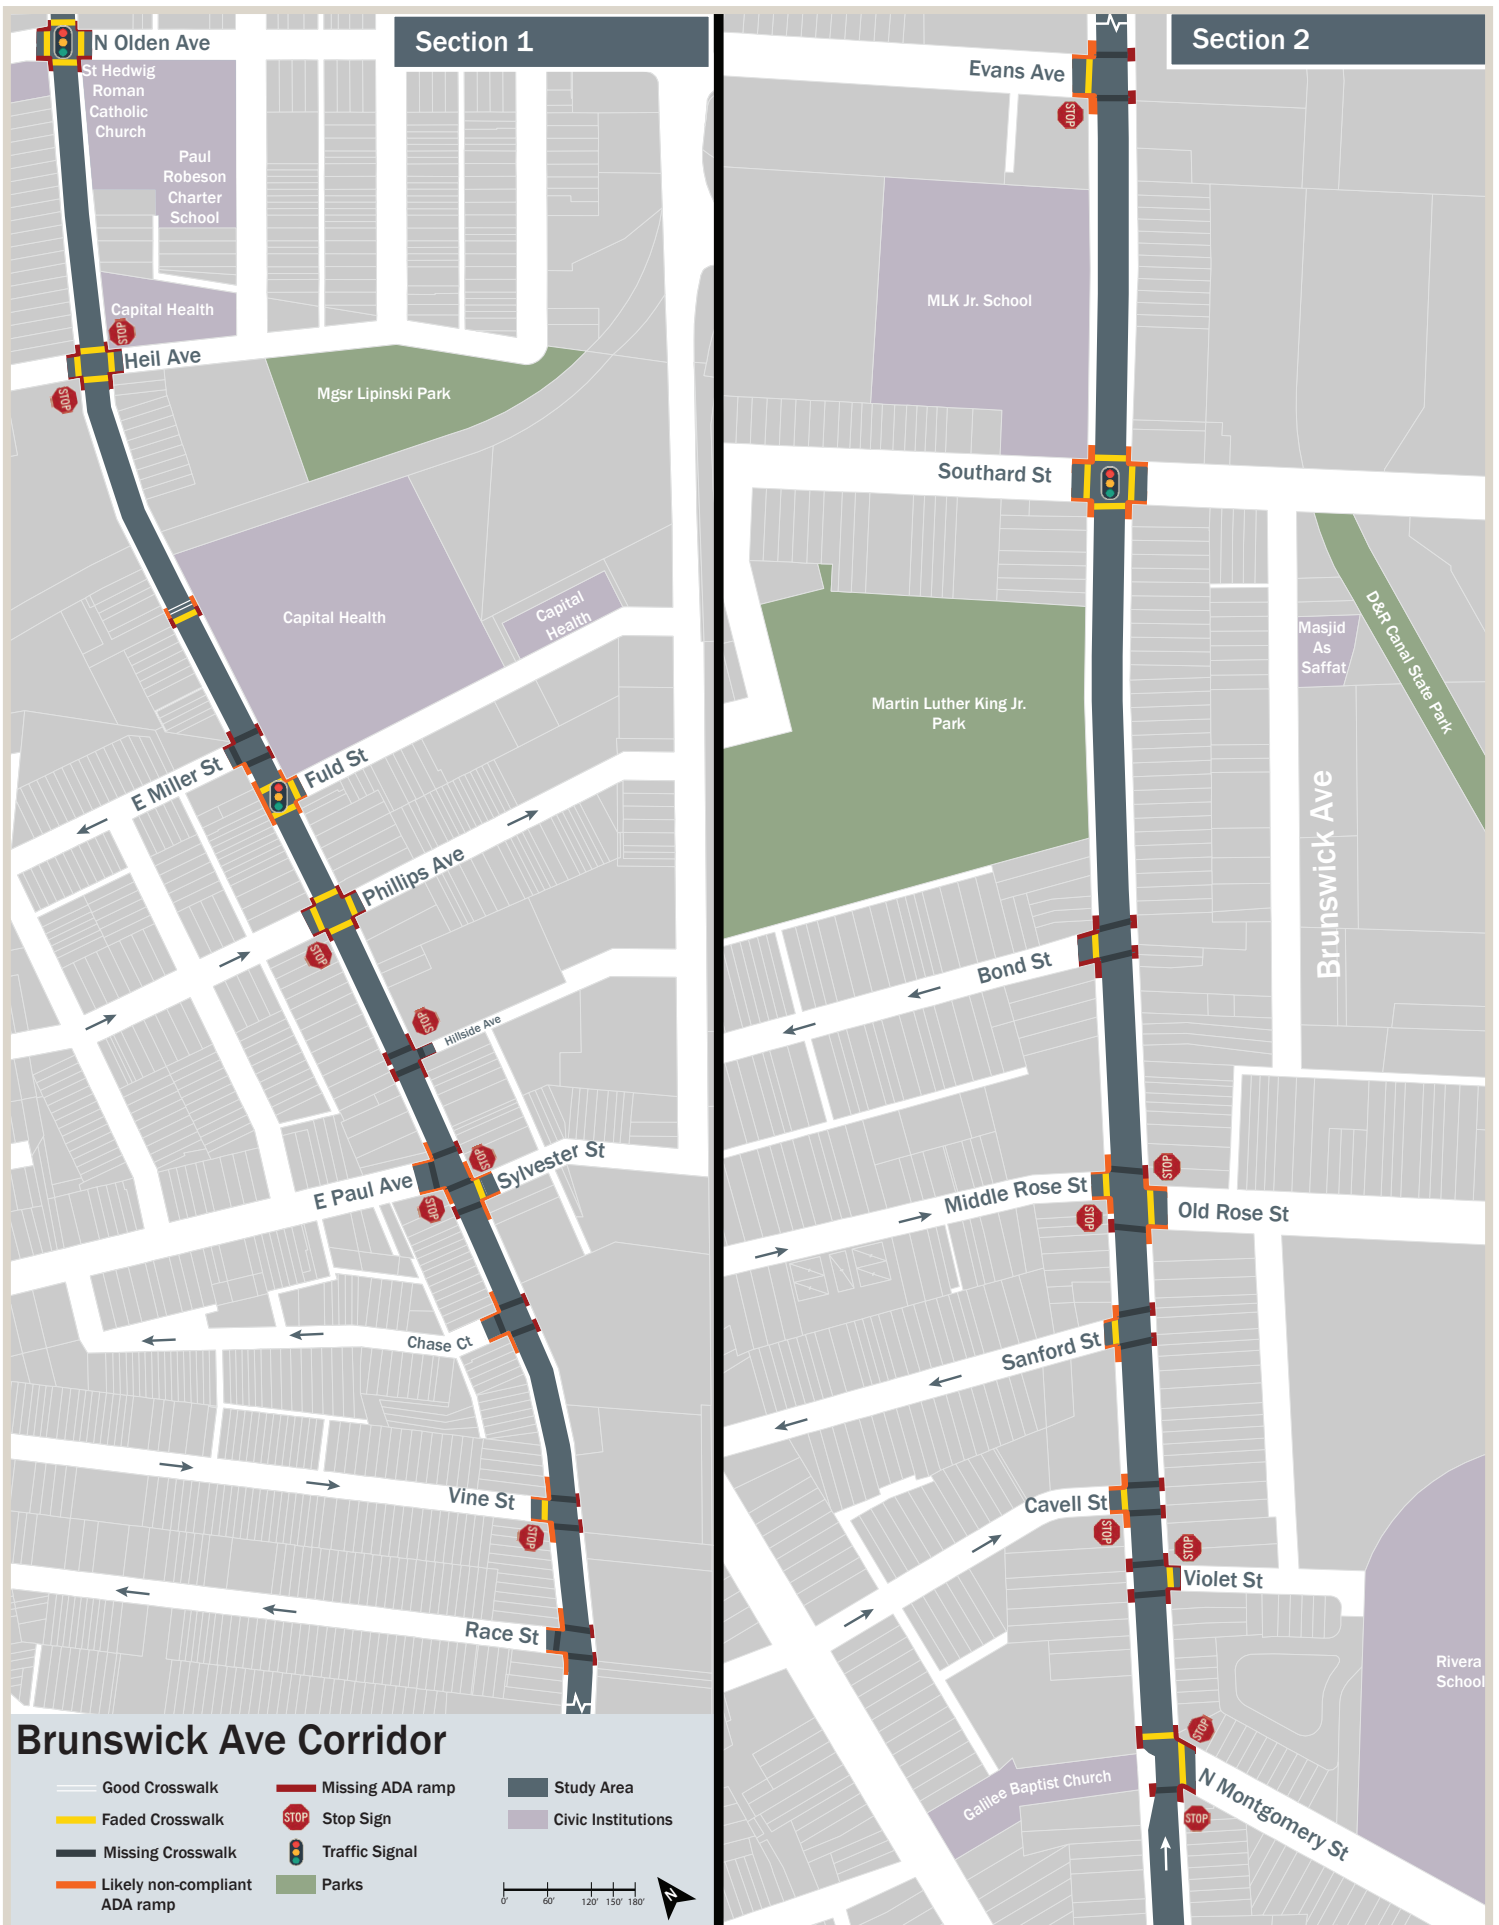 Section 1
N Olden Ave
St Hedwig
Roman
Catholic
Church
Paul
Robeson
Charter
School
Capital Health
STOP
Heil Ave
STOP
Mgsr Lipinski Park
Capital Health
Capital
Health
E Miller St
Fuld St
Phillips Ave
STOP
STOP
Hillside Ave
STOP
E Paul Ave
Sylvester St
STOP
Chase Ct
Vine St
STOP
Race St
Section 2
Evans Ave
STOP
MLK Jr. School
Southard St
D&R Canal State Park
Masjid
As
Saffat
Martin Luther King Jr.
Park
Brunswick Ave
Bond St
STOP
Middle Rose St
STOP
Old Rose St
Sanford St
Cavell St
STOP
STOP
Violet St
Rivera
School
STOP
N Montgomery St
Galilee Baptist Church
STOP
Brunswick Ave Corridor
Good Crosswalk
Faded Crosswalk
Missing Crosswalk
Likely non-compliant
ADA ramp
Missing ADA ramp
STOP
Stop Sign
Traffic Signal
Parks
Study Area
Civic Institutions
0' 60' 120' 150' 180'
N